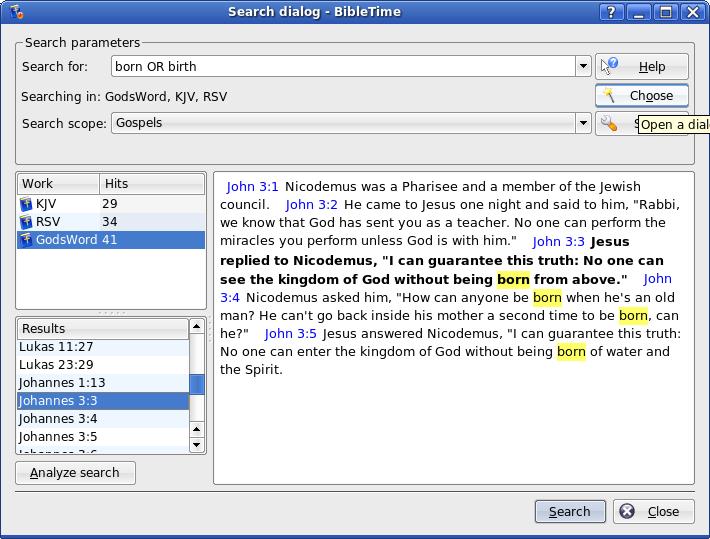 Search dialog - BibleTime
Search parameters
Search for: born OR birth Help
Searching in: GodsWord, KJV, RSV Choose
Search scope: Gospels
Open a dial
Work Hits
KJV 29
RSV 34
GodsWord 41
Results
Lukas 11:27
Lukas 23:29
Johannes 1:13
Johannes 3:3
Johannes 3:4
Johannes 3:5
Analyze search
John 3:1 Nicodemus was a Pharisee and a member of the Jewish
council. John 3:2 He came to Jesus one night and said to him, "Rabbi,
we know that God has sent you as a teacher. No one can perform the
miracles you perform unless God is with him." John 3:3 Jesus
replied to Nicodemus, "I can guarantee this truth: No one can
see the kingdom of God without being born from above." John
3:4 Nicodemus asked him, "How can anyone be born when he's an old
man? He can't go back inside his mother a second time to be born, can
he?" John 3:5 Jesus answered Nicodemus, "I can guarantee this truth:
No one can enter the kingdom of God without being born of water and
the Spirit.
Search Close